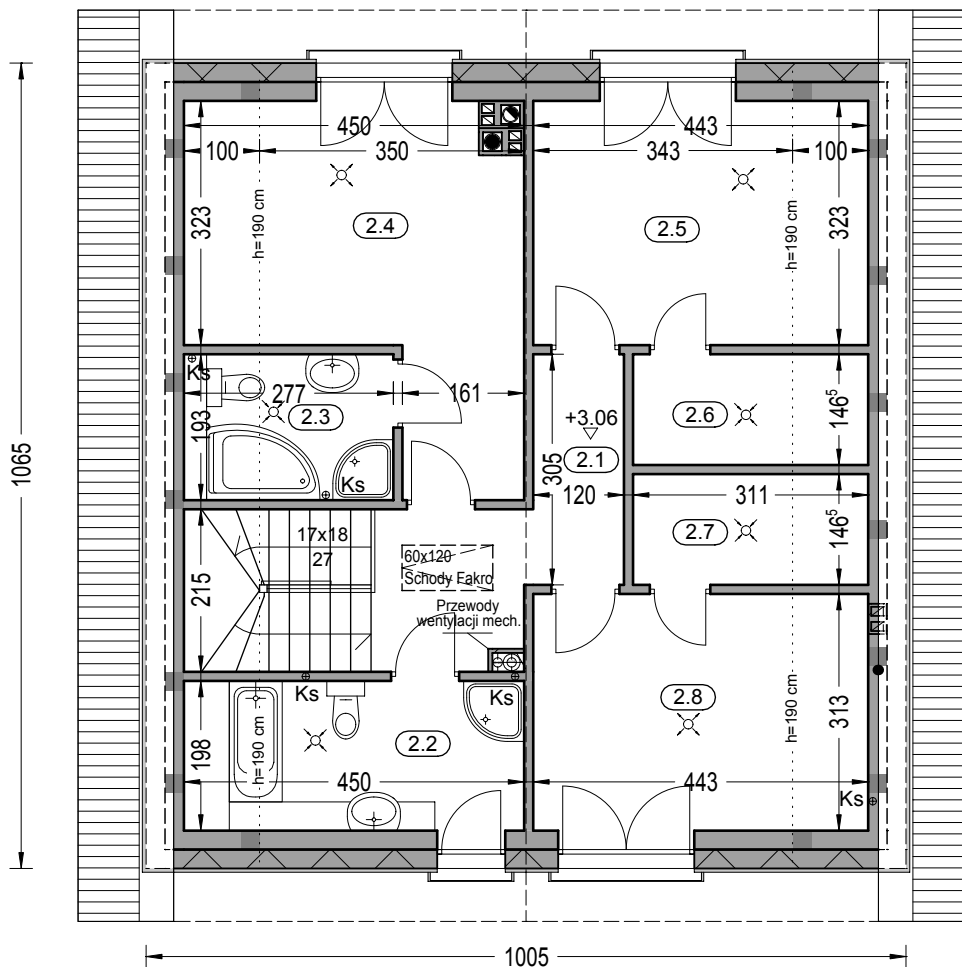 450
443
100
350
343
100
323
h=190 cm
2.4
2.5
h=190 cm
323
Ks
277
161
193
2.3
+3.06
2.1
2.6
146⁵
Ks
305
120
311
17x18
27
2.7
146⁵
60x120
Schody Fakro
215
Przewody
wentylacji mech.
1065
Ks
Ks
2.8
h=190 cm
313
198
h=190 cm
2.2
450
443
Ks
1005